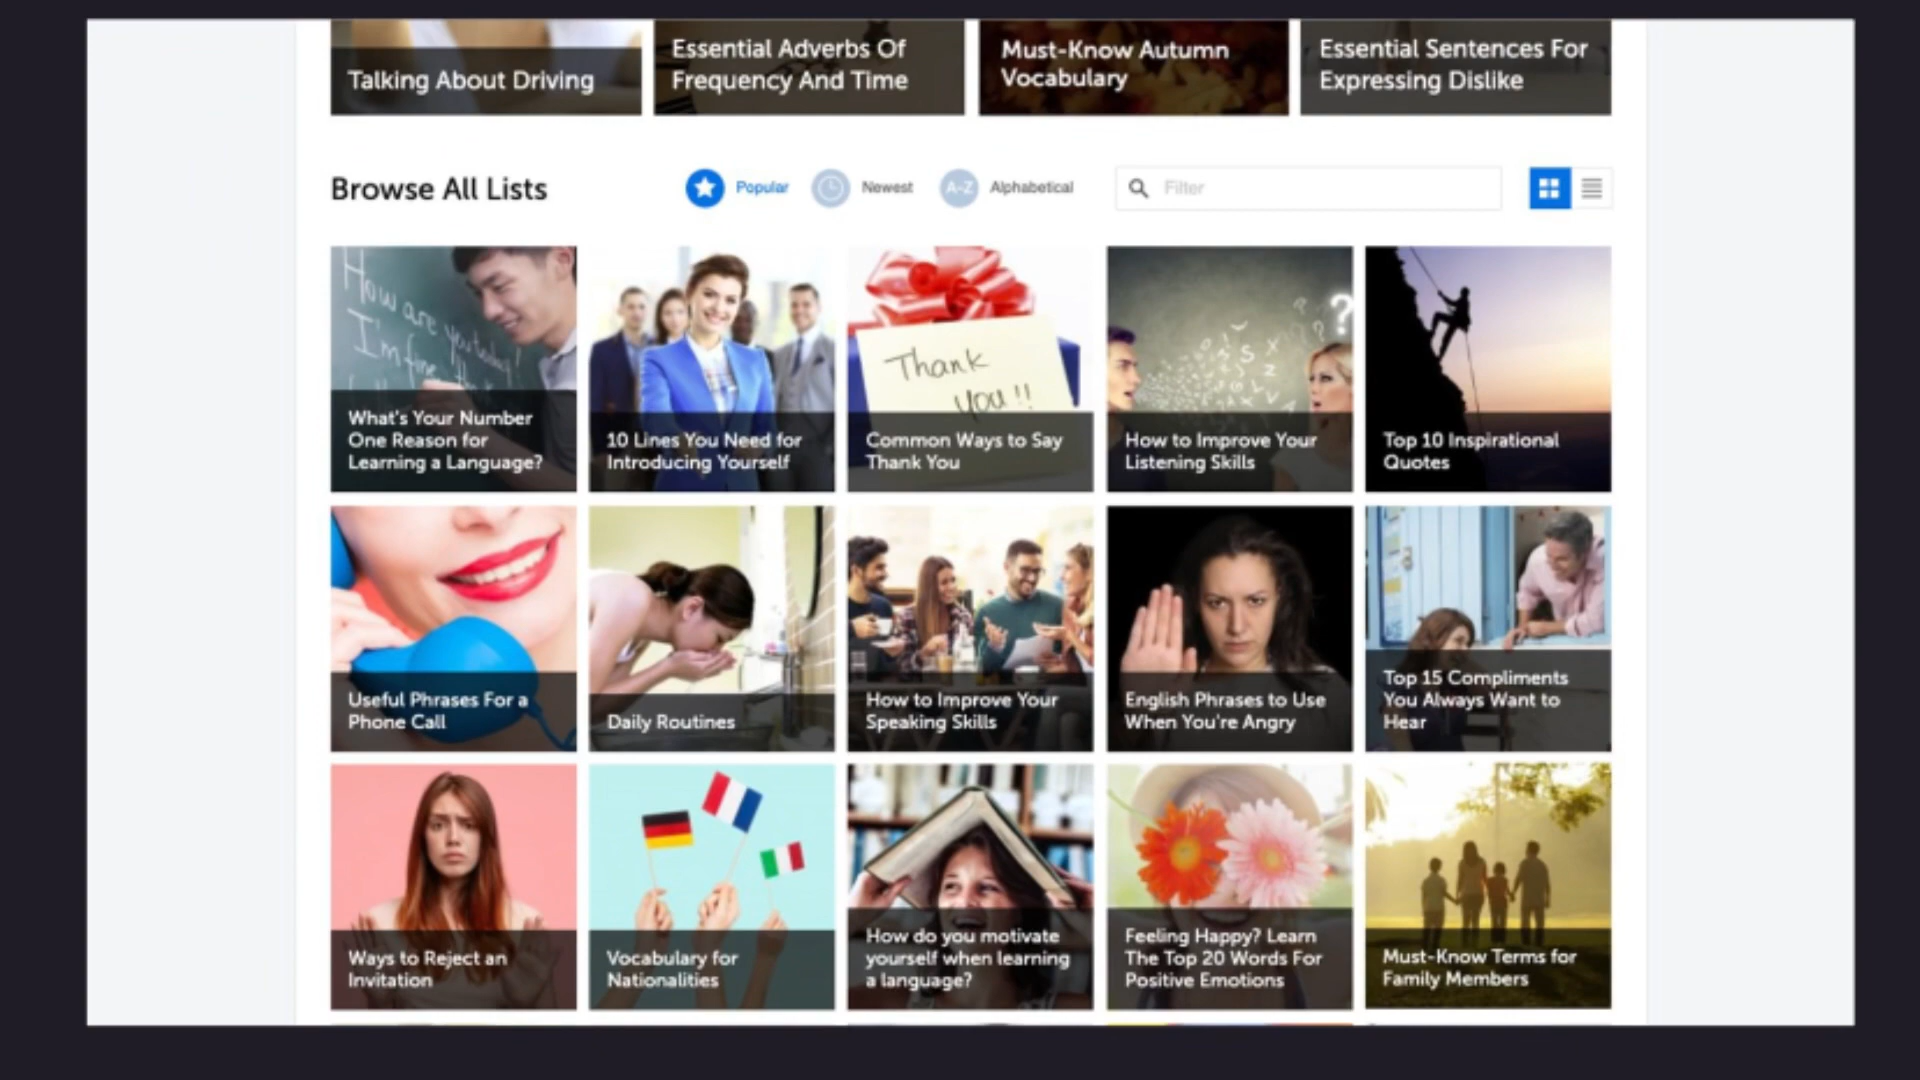 Talking About Driving
Essential Adverbs Of
Frequency And Time
Must-Know Autumn
Vocabulary
Essential Sentences For
Expressing Dislike
Browse All Lists
Popular
Newest
A-Z
Alphabetical
Filter
How are you today?
I'm fine,
What's Your Number
One Reason for
Learning a Language?
10 Lines You Need for
Introducing Yourself
Thank
you!!
Common Ways to Say
Thank You
How to Improve Your
Listening Skills
Top 10 Inspirational
Quotes
Useful Phrases For a
Phone Call
Daily Routines
How to Improve Your
Speaking Skills
English Phrases to Use
When You're Angry
Top 15 Compliments
You Always Want to
Hear
Ways to Reject an
Invitation
Vocabulary for
Nationalities
How do you motivate
yourself when learning
a language?
Feeling Happy? Learn
The Top 20 Words For
Positive Emotions
Must-Know Terms for
Family Members